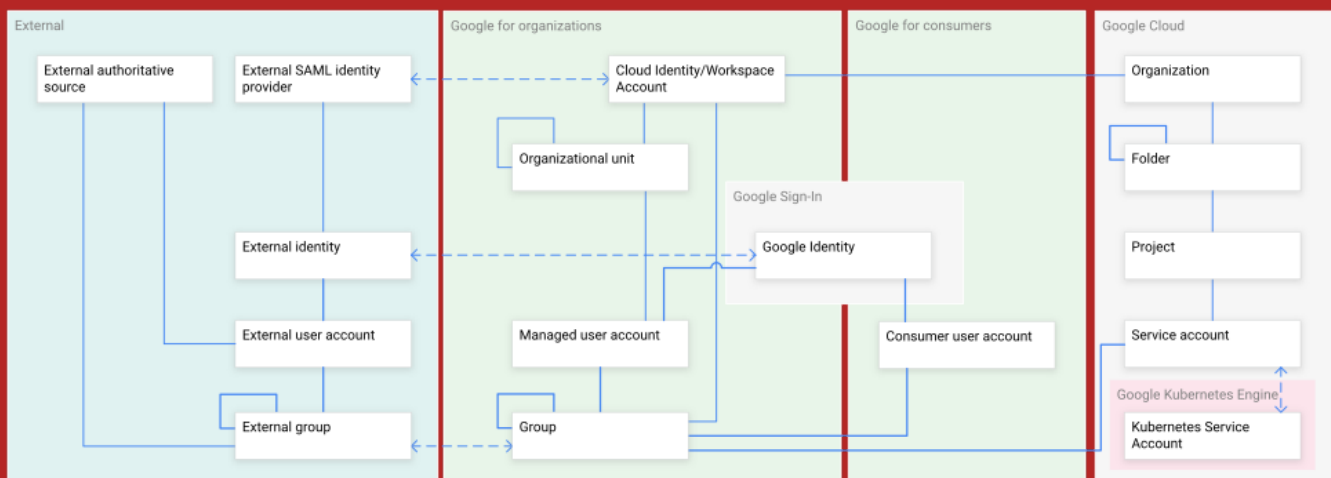 External
Google for organizations
Google for consumers
Google Cloud
External authoritative
source
External SAML identity
provider
Cloud Identity/Workspace
Account
Organization
Organizational unit
Folder
Google Sign-In
External identity
Google Identity
Project
External user account
Managed user account
Consumer user account
Service account
Google Kubernetes Engine
External group
Group
Kubernetes Service
Account